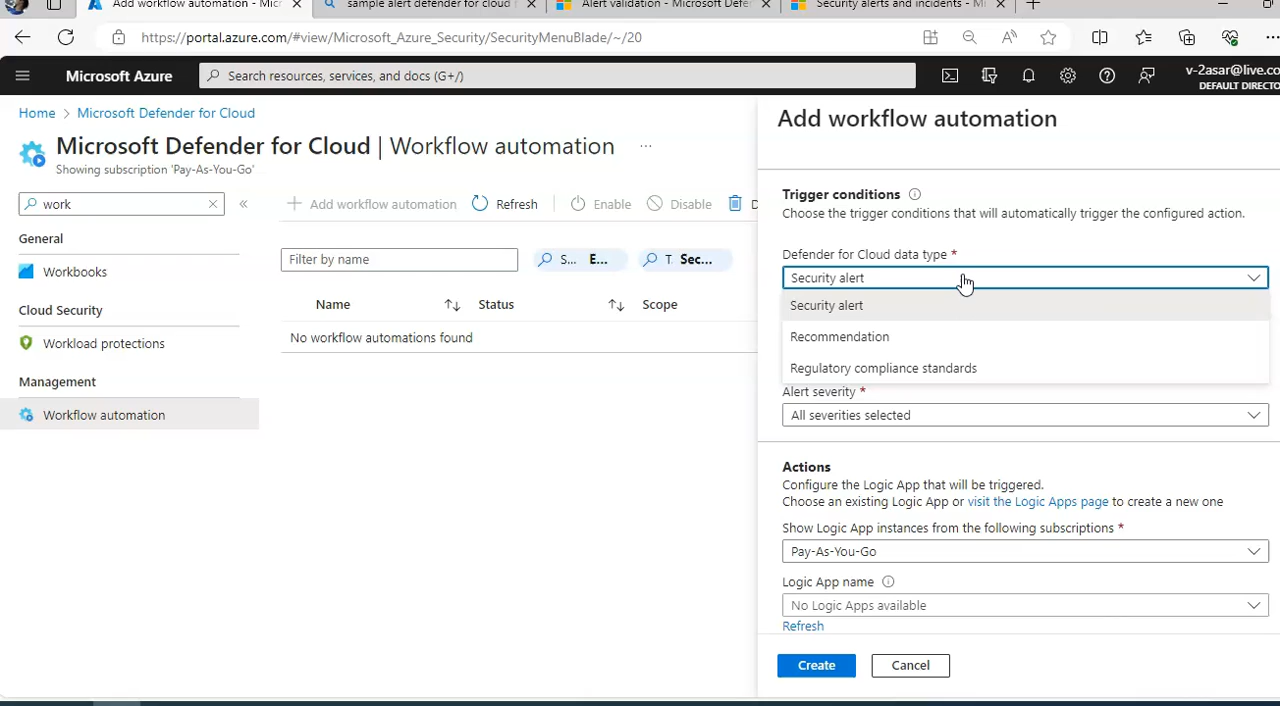 Add workflow automation - Micr
sample alert defender for cloud
Alert validation - Microsoft Defer
Security alerts and incidents - Mi
https://portal.azure.com/#view/Microsoft_Azure_Security/SecurityMenuBlade/~/20
Microsoft Azure
Search resources, services, and docs (G+/)
v-2asar@live.co
DEFAULT DIRECTO
Home > Microsoft Defender for Cloud
Microsoft Defender for Cloud | Workflow automation ...
Showing subscription 'Pay-As-You-Go'
work
General
Workbooks
Cloud Security
Workload protections
Management
Workflow automation
+ Add workflow automation
Refresh
Enable
Disable
D
Filter by name
S... E...
T Sec...
Name
Status
Scope
No workflow automations found
Add workflow automation
Trigger conditions
Choose the trigger conditions that will automatically trigger the configured action.
Defender for Cloud data type *
Security alert
Security alert
Recommendation
Regulatory compliance standards
Alert severity *
All severities selected
Actions
Configure the Logic App that will be triggered.
Choose an existing Logic App or visit the Logic Apps page to create a new one
Show Logic App instances from the following subscriptions *
Pay-As-You-Go
Logic App name
No Logic Apps available
Refresh
Create
Cancel